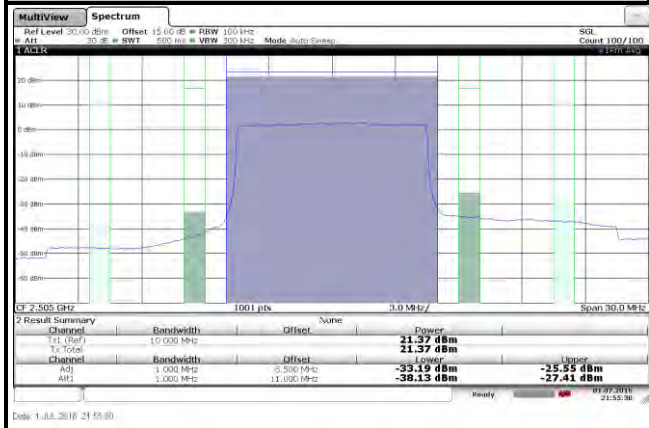 MultiView Spectrum
Ref Level 30.00 dBm Offset 15.00 dB RBW 100 kHz SGL
Att 30 dB SWT 500 ms VBW 300 kHz Mode Auto Sweep Count 100/100
1 ACLR 1Rm Avg
20 dBm
10 dBm
0 dBm
-10 dBm
-20 dBm
-30 dBm
-40 dBm
-50 dBm
-60 dBm
CF 2.505 GHz 1001 pts 3.0 MHz/ Span 30.0 MHz
2 Result Summary None
Channel Bandwidth Offset Power
Tx1 (Ref) 10.000 MHz 21.37 dBm
Tx Total 21.37 dBm
Channel Bandwidth Offset Lower Upper
Adj 1.000 MHz 5.500 MHz -33.19 dBm -25.55 dBm
Alt1 1.000 MHz 11.000 MHz -38.13 dBm -27.41 dBm
Ready 01.07.2016
21:55:30
Date: 1.JUL.2016 21:55:30